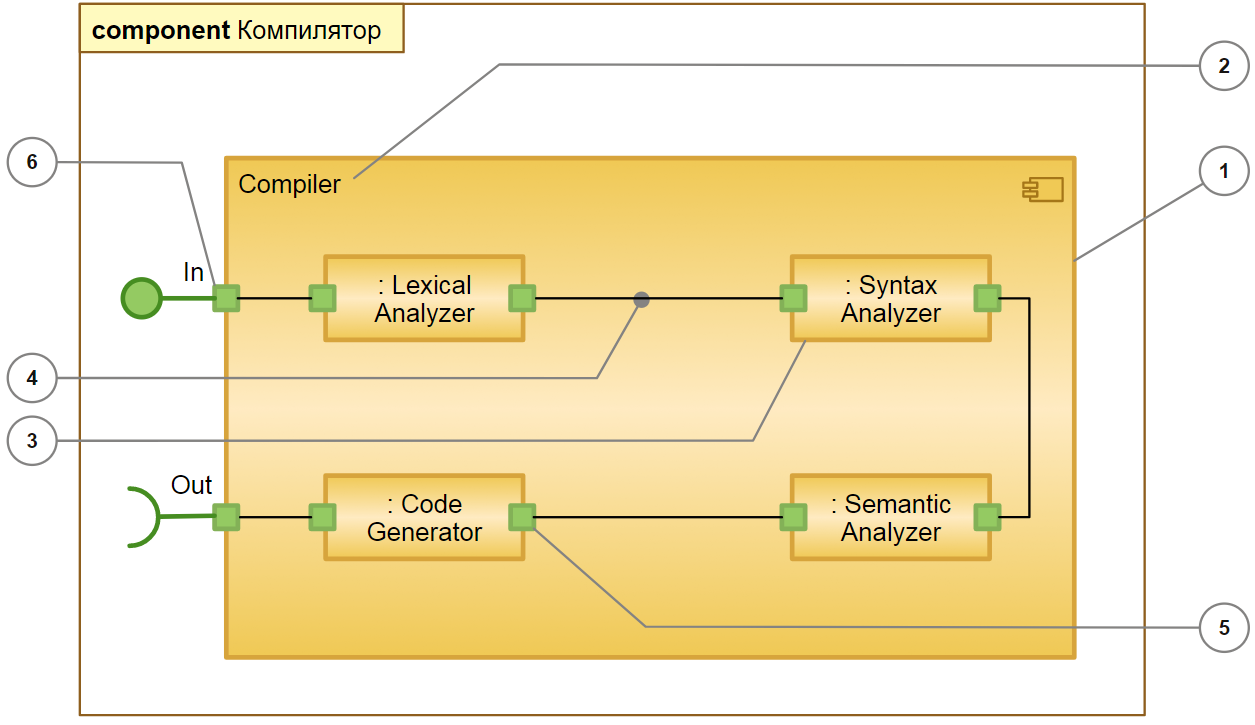 component Компилятор
2
6
1
Compiler
In
: Lexical
Analyzer
: Syntax
Analyzer
4
3
Out
: Code
Generator
: Semantic
Analyzer
5